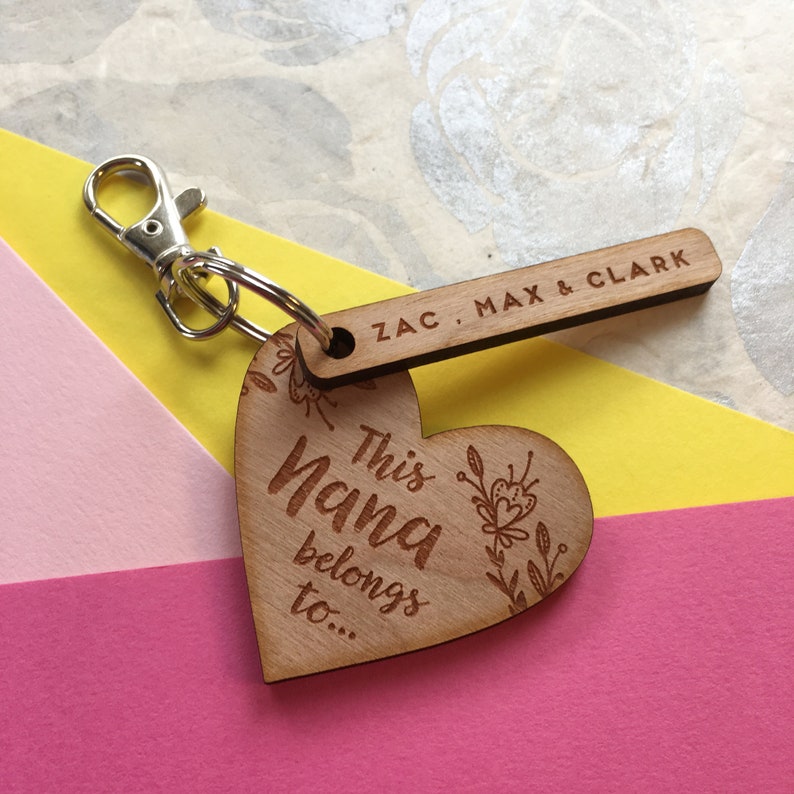 This
Nana
belongs
to...
ZAC , MAX & CLARK